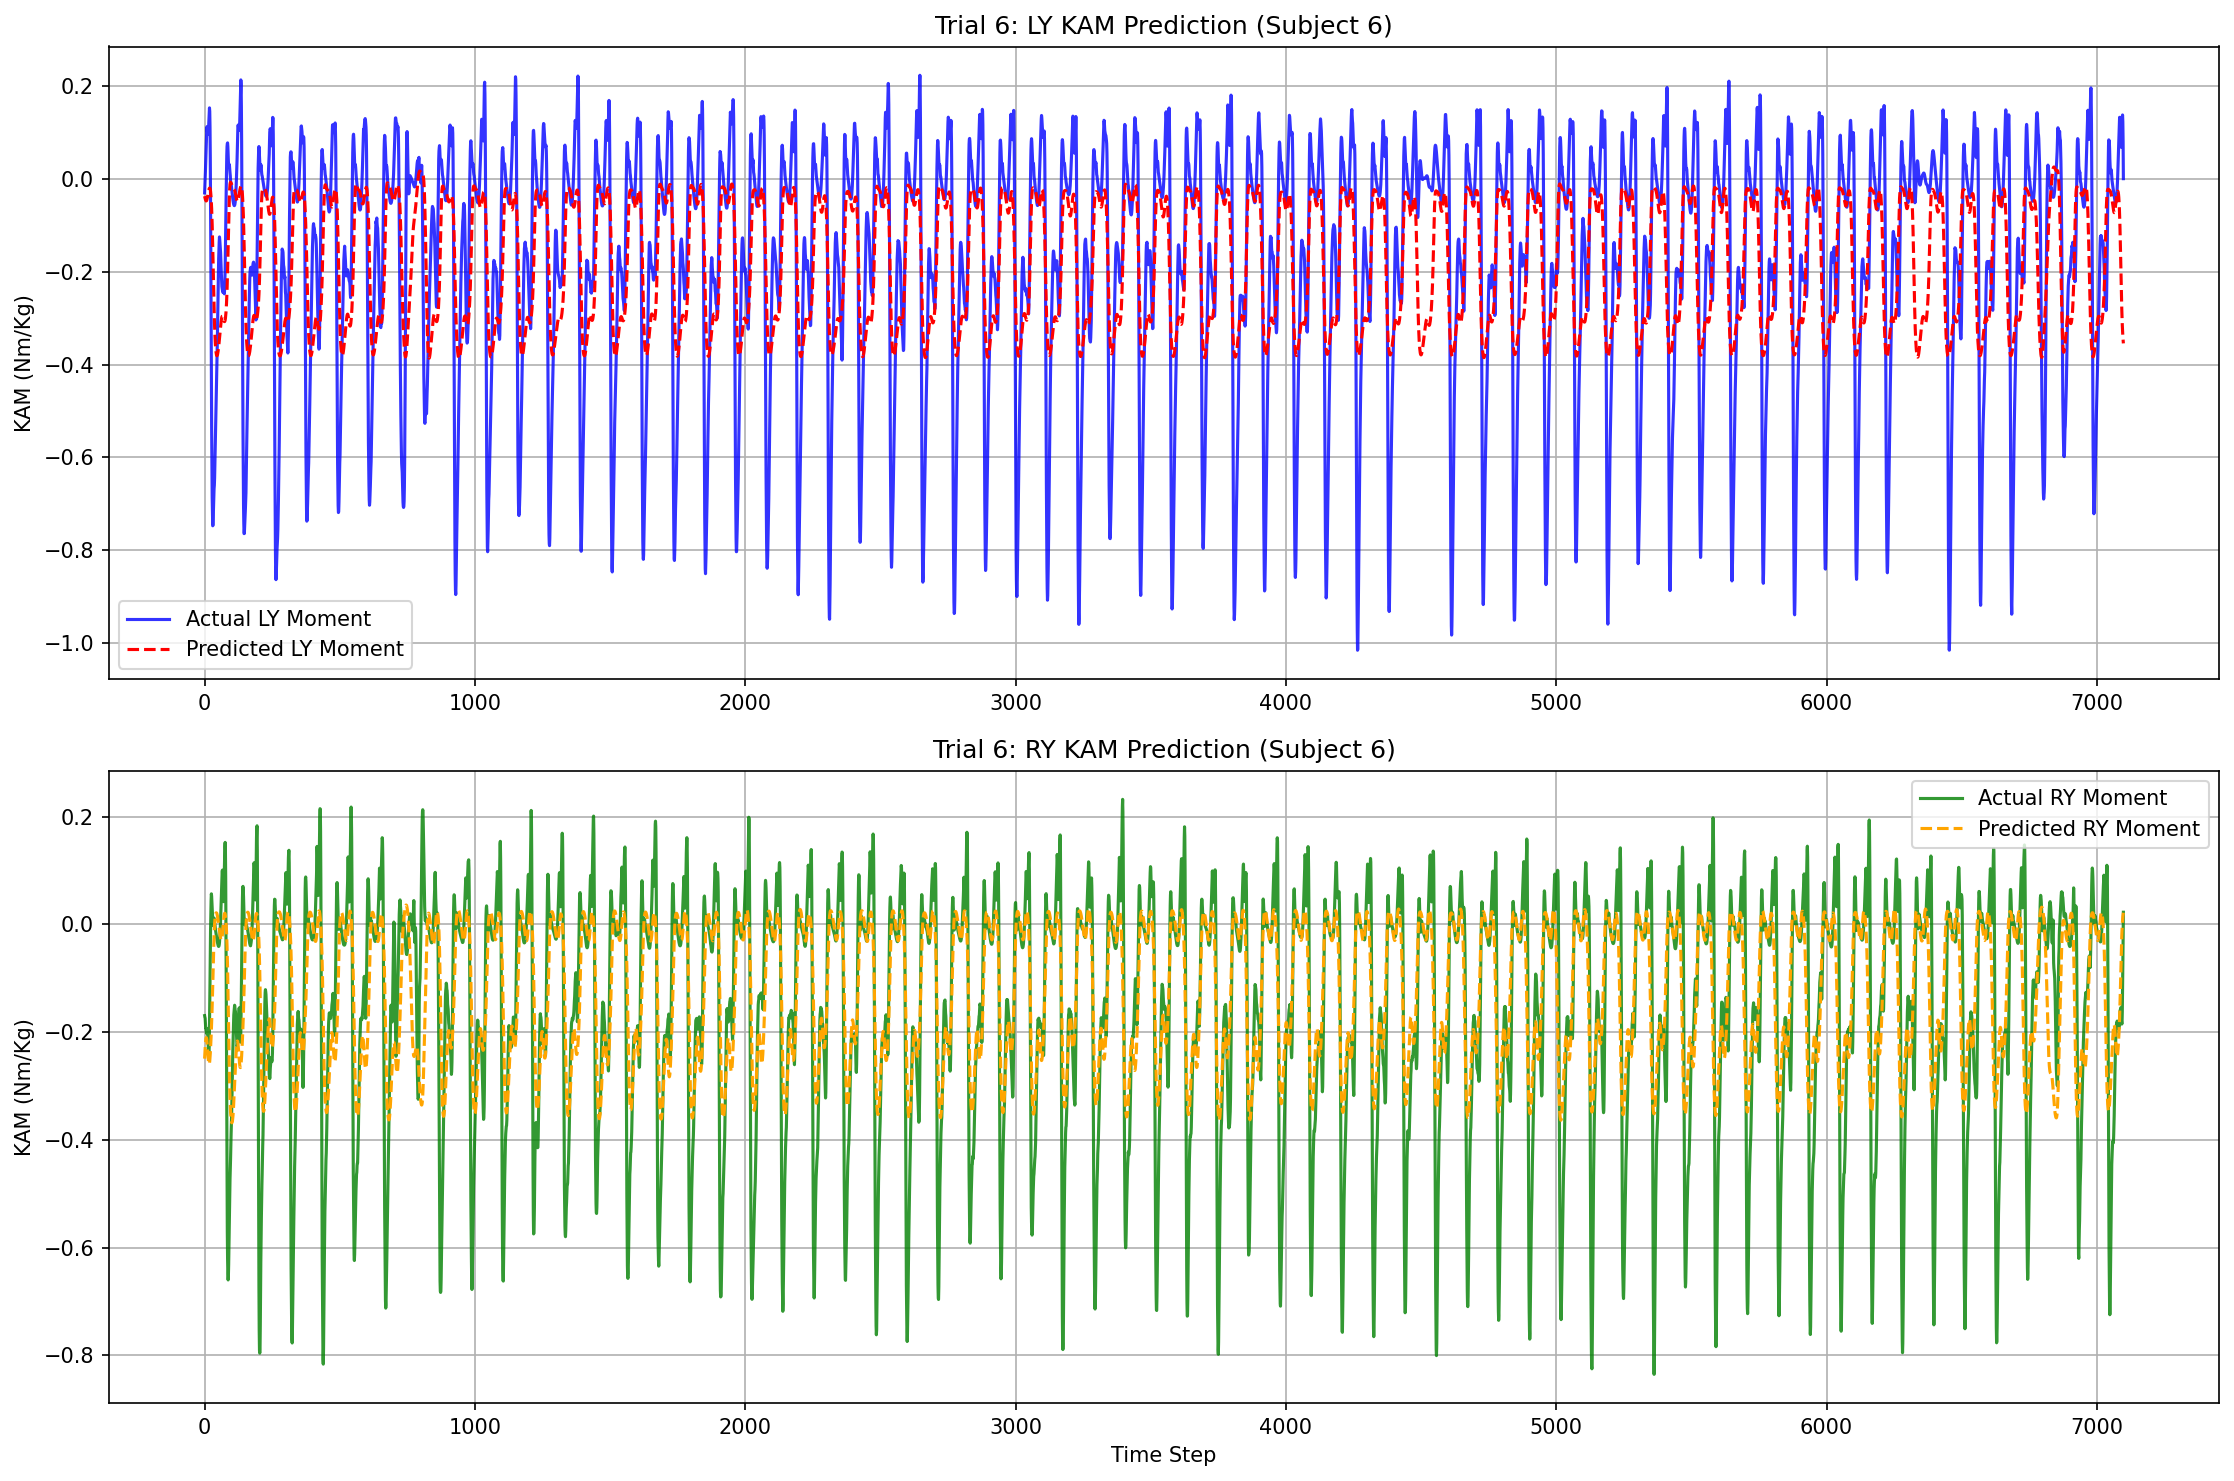 Trial 6: LY KAM Prediction (Subject 6)
KAM (Nm/Kg)
0.2
0.0
−0.2
−0.4
−0.6
−0.8
−1.0
Actual LY Moment
Predicted LY Moment
0 1000 2000 3000 4000 5000 6000 7000
Trial 6: RY KAM Prediction (Subject 6)
KAM (Nm/Kg)
0.2
0.0
−0.2
−0.4
−0.6
−0.8
Actual RY Moment
Predicted RY Moment
0 1000 2000 3000 4000 5000 6000 7000
Time Step